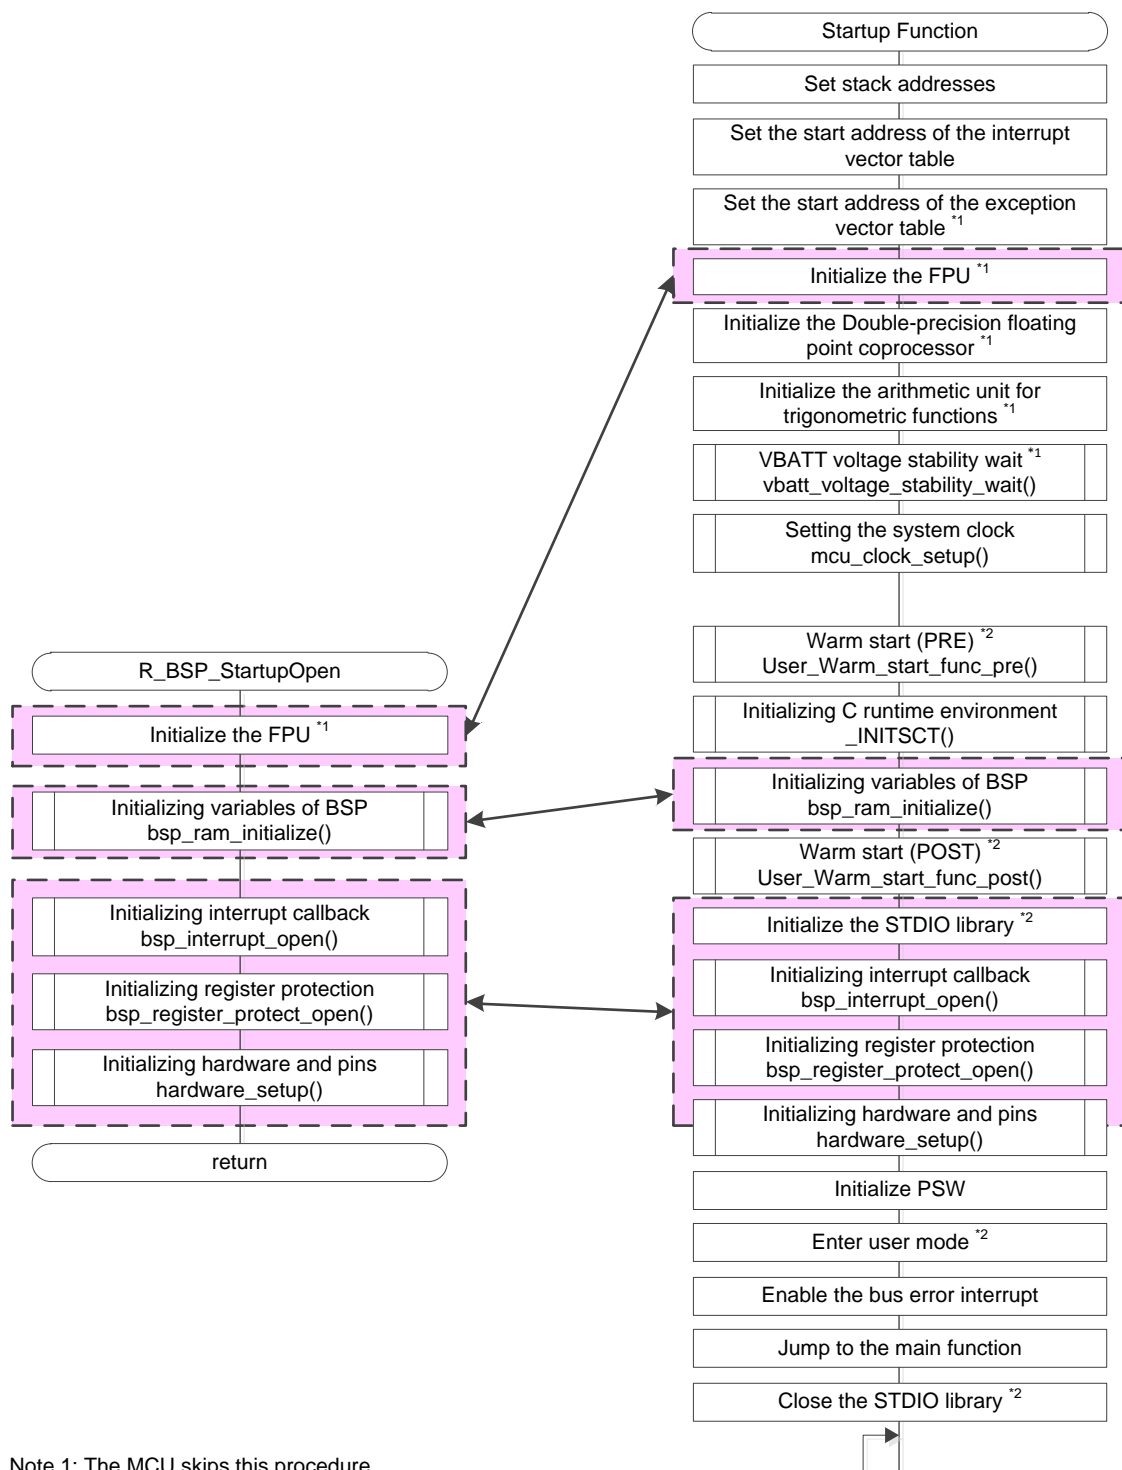 Startup Function
Set stack addresses
Set the start address of the interrupt
vector table
Set the start address of the exception
vector table *1
Initialize the FPU *1
Initialize the Double-precision floating
point coprocessor *1
Initialize the arithmetic unit for
trigonometric functions *1
VBATT voltage stability wait *1
vbatt_voltage_stability_wait()
Setting the system clock
mcu_clock_setup()
Warm start (PRE) *2
User_Warm_start_func_pre()
Initializing C runtime environment
_INITSCT()
Initializing variables of BSP
bsp_ram_initialize()
Warm start (POST) *2
User_Warm_start_func_post()
Initialize the STDIO library *2
Initializing interrupt callback
bsp_interrupt_open()
Initializing register protection
bsp_register_protect_open()
Initializing hardware and pins
hardware_setup()
Initialize PSW
Enter user mode *2
Enable the bus error interrupt
Jump to the main function
Close the STDIO library *2
R_BSP_StartupOpen
Initialize the FPU *1
Initializing variables of BSP
bsp_ram_initialize()
Initializing interrupt callback
bsp_interrupt_open()
Initializing register protection
bsp_register_protect_open()
Initializing hardware and pins
hardware_setup()
return
Note 1: The MCU skips this procedure